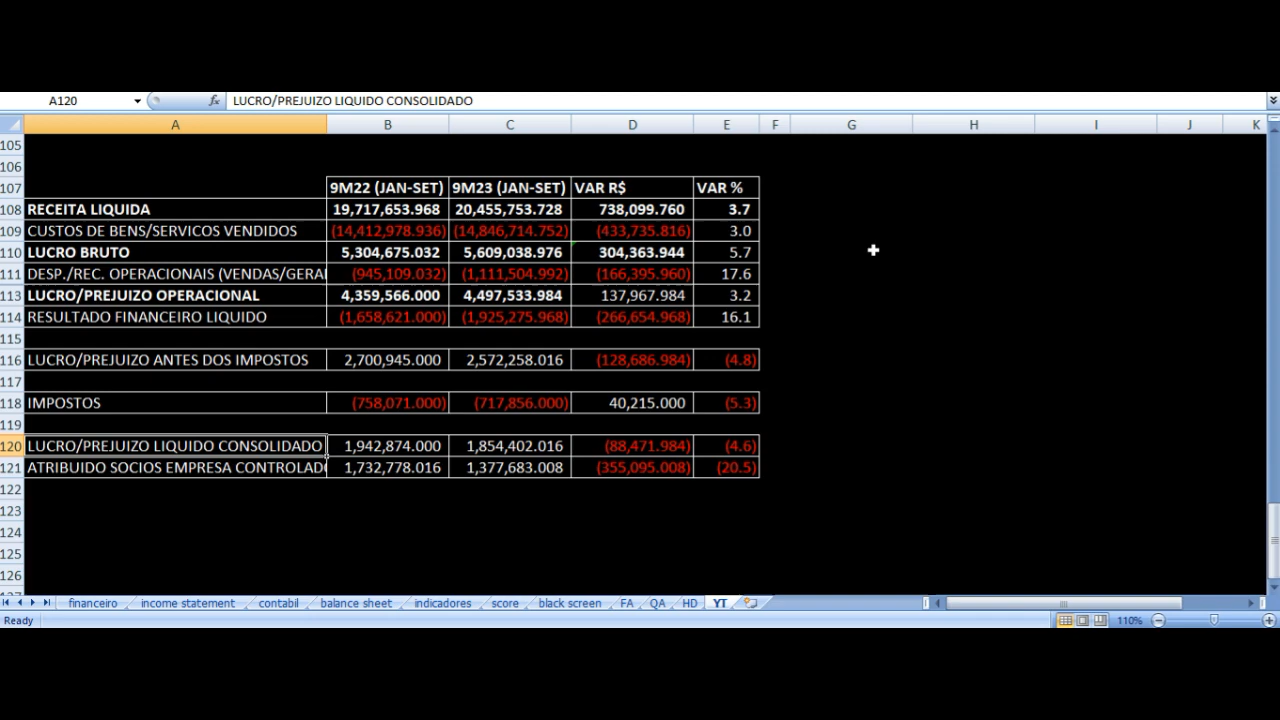 A120 fx LUCRO/PREJUIZO LIQUIDO CONSOLIDADO
A B C D E F G H I J K
105
106
107 9M22 (JAN-SET) 9M23 (JAN-SET) VAR R$ VAR %
108 RECEITA LIQUIDA 19,717,653.968 20,455,753.728 738,099.760 3.7
109 CUSTOS DE BENS/SERVICOS VENDIDOS (14,412,978.936) (14,846,714.752) (433,735.816) 3.0
110 LUCRO BRUTO 5,304,675.032 5,609,038.976 304,363.944 5.7
111 DESP./REC. OPERACIONAIS (VENDAS/GERAI (945,109.032) (1,111,504.992) (166,395.960) 17.6
113 LUCRO/PREJUIZO OPERACIONAL 4,359,566.000 4,497,533.984 137,967.984 3.2
114 RESULTADO FINANCEIRO LIQUIDO (1,658,621.000) (1,925,275.968) (266,654.968) 16.1
115
116 LUCRO/PREJUIZO ANTES DOS IMPOSTOS 2,700,945.000 2,572,258.016 (128,686.984) (4.8)
117
118 IMPOSTOS (758,071.000) (717,856.000) 40,215.000 (5.3)
119
120 LUCRO/PREJUIZO LIQUIDO CONSOLIDADO 1,942,874.000 1,854,402.016 (88,471.984) (4.6)
121 ATRIBUIDO SOCIOS EMPRESA CONTROLADO 1,732,778.016 1,377,683.008 (355,095.008) (20.5)
122
123
124
125
126
financeiro income statement contabil balance sheet indicadores score black screen FA QA HD YT
Ready 110%